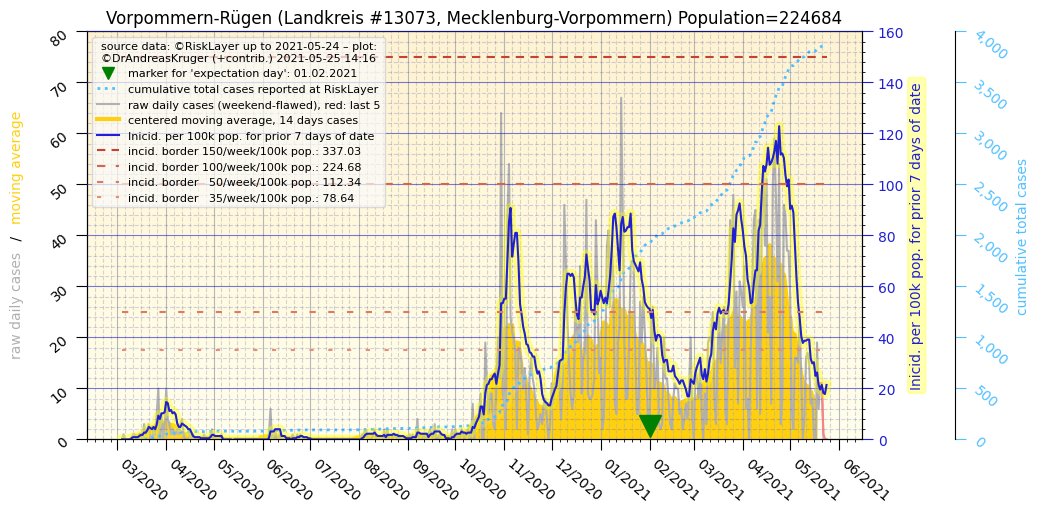 Vorpommern-Rügen (Landkreis #13073, Mecklenburg-Vorpommern) Population=224684
source data: ©RiskLayer up to 2021-05-24 – plot:
©DrAndreasKruger (+contrib.) 2021-05-25 14:16
marker for 'expectation day': 01.02.2021
cumulative total cases reported at RiskLayer
raw daily cases (weekend-flawed), red: last 5
centered moving average, 14 days cases
Inicid. per 100k pop. for prior 7 days of date
incid. border 150/week/100k pop.: 337.03
incid. border 100/week/100k pop.: 224.68
incid. border 50/week/100k pop.: 112.34
incid. border 35/week/100k pop.: 78.64
raw daily cases / moving average
80
70
60
50
40
30
20
10
0
03/2020
04/2020
05/2020
06/2020
07/2020
08/2020
09/2020
10/2020
11/2020
12/2020
01/2021
02/2021
03/2021
04/2021
05/2021
06/2021
160
140
120
100
80
60
40
20
0
Inicid. per 100k pop. for prior 7 days of date
4,000
3,500
3,000
2,500
2,000
1,500
1,000
500
0
cumulative total cases